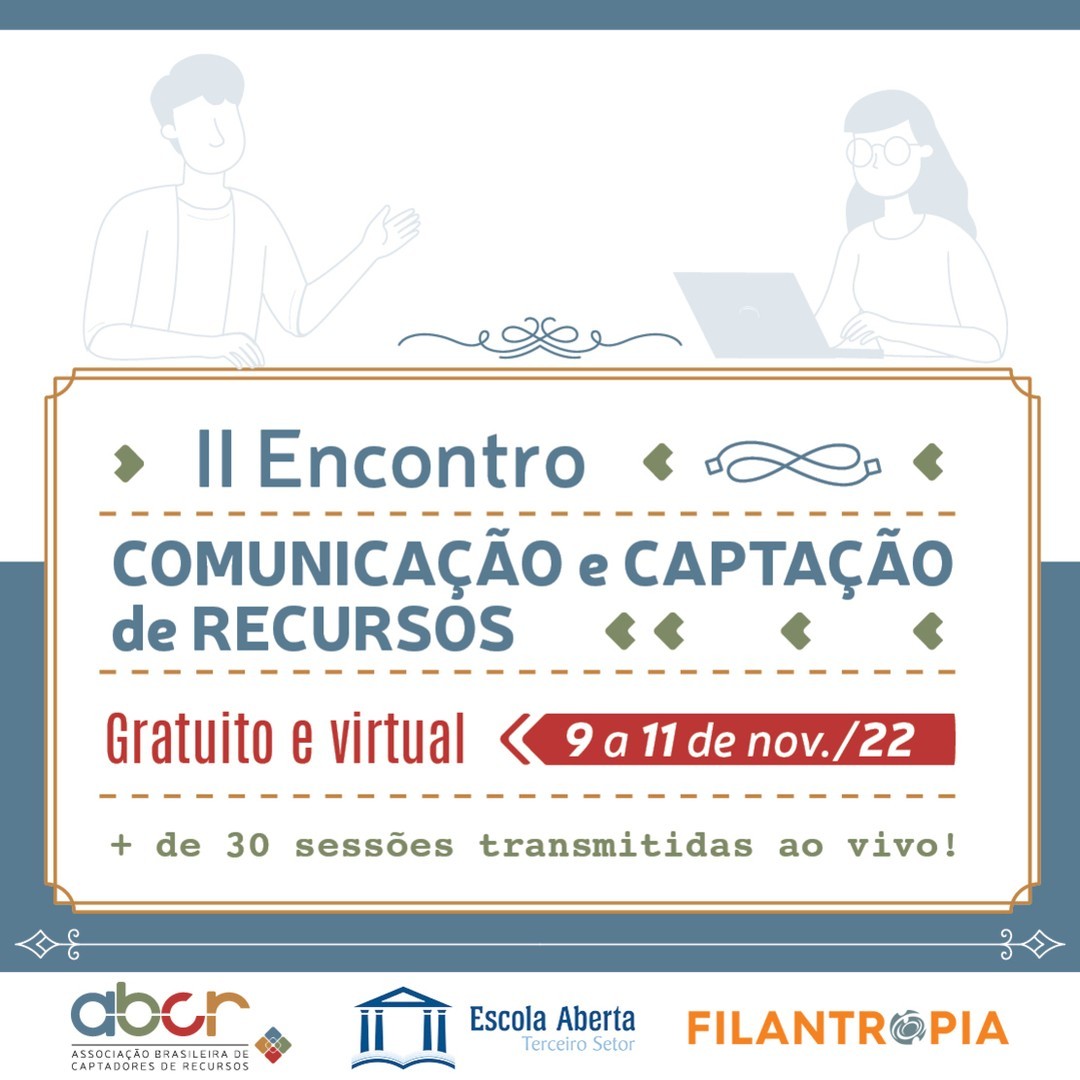 II Encontro
COMUNICAÇÃO e CAPTAÇÃO
de RECURSOS
Gratuito e virtual
9 a 11 de nov./22
+ de 30 sessões transmitidas ao vivo!
abcr
ASSOCIAÇÃO BRASILEIRA DE
CAPTADORES DE RECURSOS
Escola Aberta
Terceiro Setor
FILANTROPIA